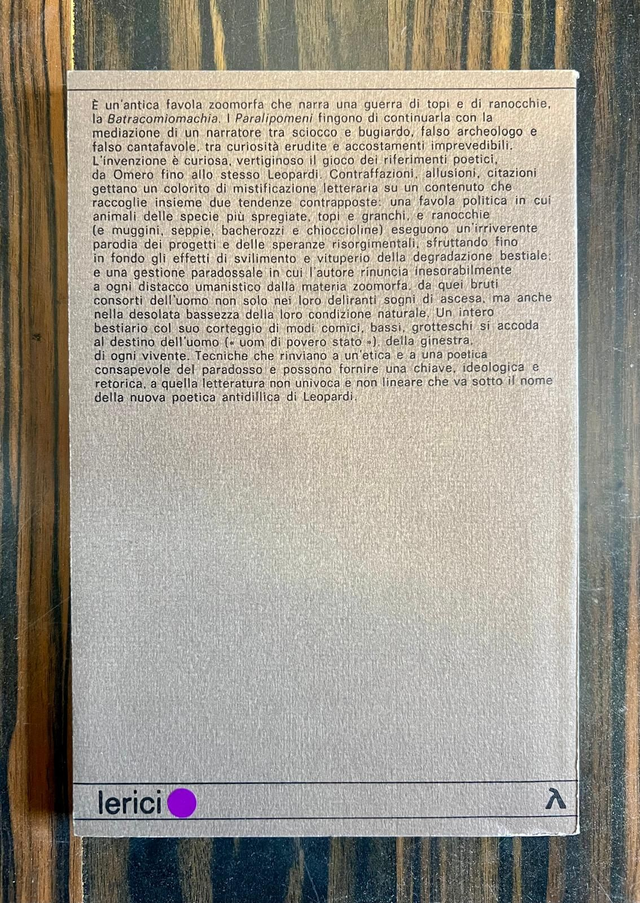 È un'antica favola zoomorfa che narra una guerra di topi e di ranocchie,
la Batracomiomachia. I Paralipomeni fingono di continuarla con la
mediazione di un narratore tra sciocco e bugiardo, falso archeologo e
falso cantafavole, tra curiosità erudite e accostamenti imprevedibili.
L'invenzione è curiosa, vertiginoso il gioco dei riferimenti poetici,
da Omero fino allo stesso Leopardi. Contraffazioni, allusioni, citazioni
gettano un colorito di mistificazione letteraria su un contenuto che
raccoglie insieme due tendenze contrapposte: una favola politica in cui
animali delle specie più spregiate, topi e granchi, e ranocchie
(e muggini, seppie, bacherozzi e chioccioline) eseguono un'irriverente
parodia dei progetti e delle speranze risorgimentali, sfruttando fino
in fondo gli effetti di svilimento e vituperio della degradazione bestiale;
e una gestione paradossale in cui l'autore rinuncia inesorabilmente
a ogni distacco umanistico dalla materia zoomorfa, da quei bruti
consorti dell'uomo non solo nei loro deliranti sogni di ascesa, ma anche
nella desolata bassezza della loro condizione naturale. Un intero
bestiario col suo corteggio di modi comici, bassi, grotteschi si accoda
al destino dell'uomo (« uom di povero stato »), della ginestra,
di ogni vivente. Tecniche che rinviano a un'etica e a una poetica
consapevole del paradosso e possono fornire una chiave, ideologica e
retorica, a quella letteratura non univoca e non lineare che va sotto il nome
della nuova poetica antidillica di Leopardi.
lerici
λ